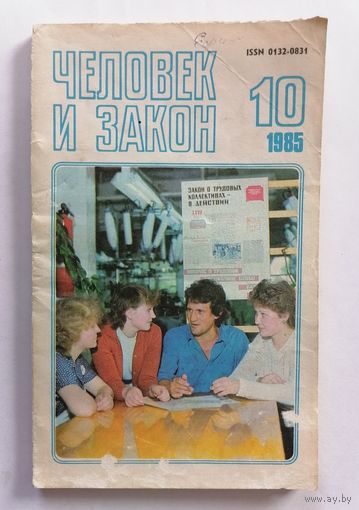 ISSN 0132-0831
ЧЕЛОВЕК
И ЗАКОН
10
1985
ЗАКОН О ТРУДОВЫХ
КОЛЛЕКТИВАХ –
В ДЕЙСТВИИ
www.ay.by